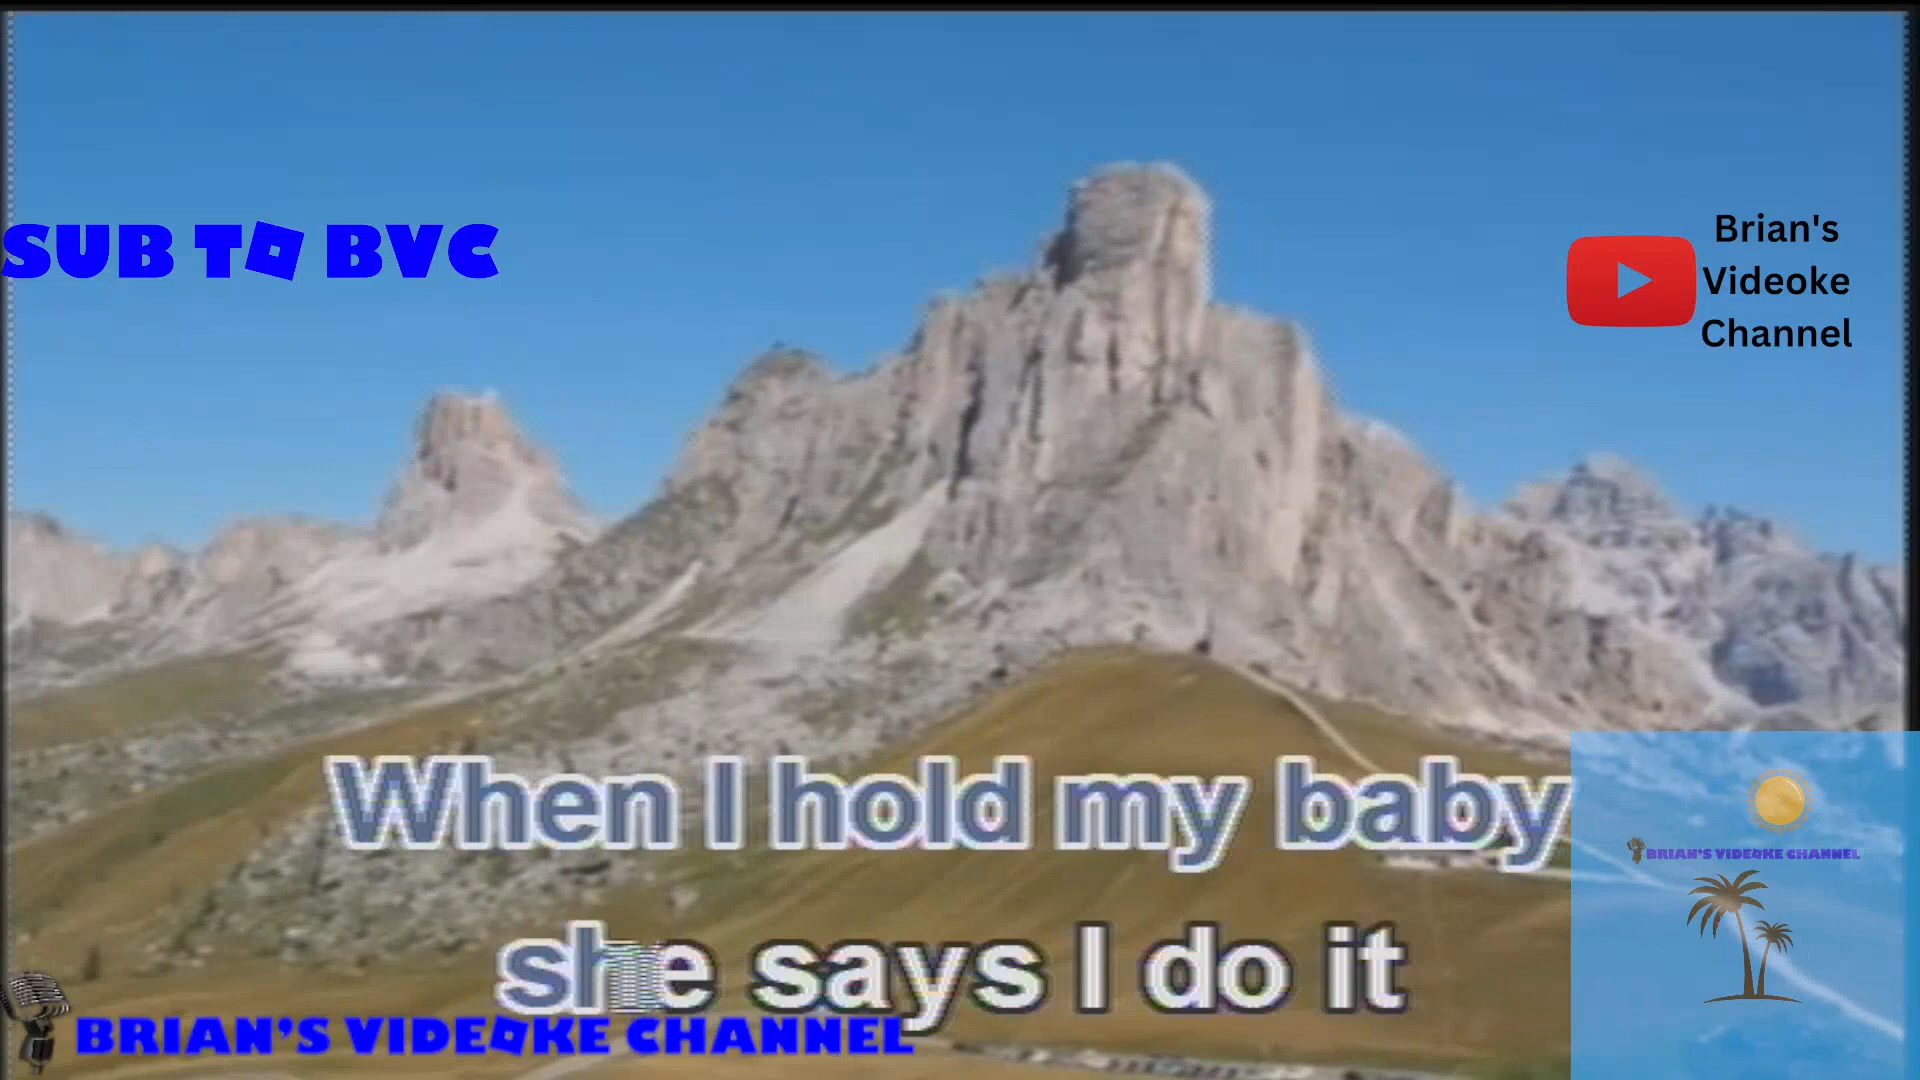 SUB TO BVC
Brian's
Videoke
Channel
When I hold my baby
she says I do it
BRIAN'S VIDEOKE CHANNEL
BRIAN'S VIDEOKE CHANNEL